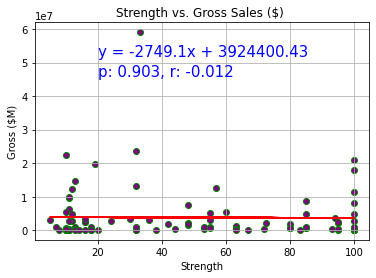 Strength vs. Gross Sales ($)
1e7
y = -2749.1x + 3924400.43
p: 0.903, r: -0.012
Gross ($M)
6
5
4
3
2
1
0
20 40 60 80 100
Strength